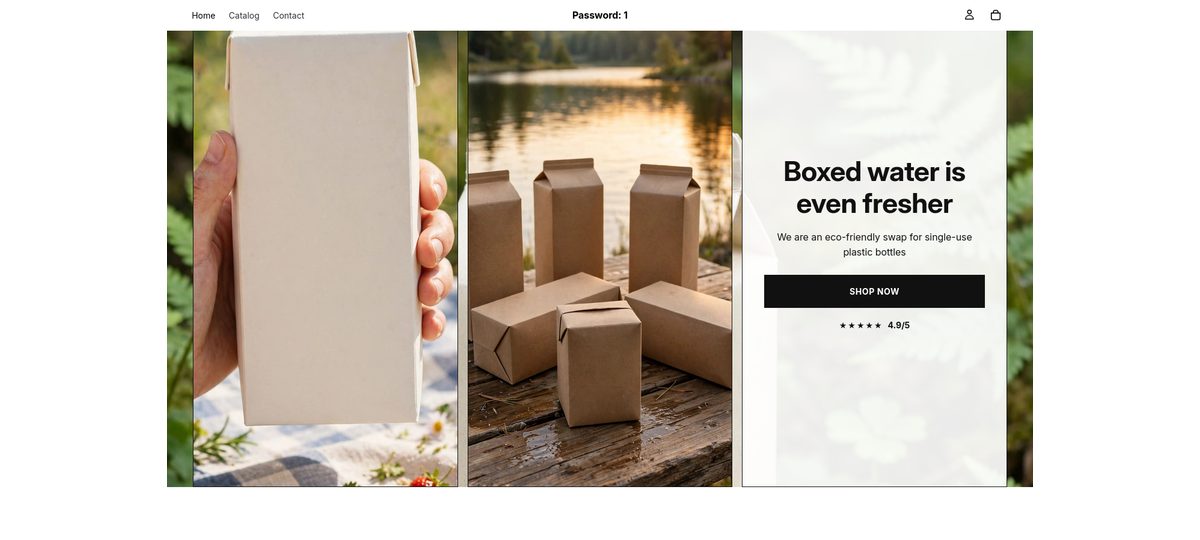 Home
Catalog
Contact
Password: 1
Boxed water is
even fresher
We are an eco-friendly swap for single-use
plastic bottles
SHOP NOW
★★★★★ 4.9/5